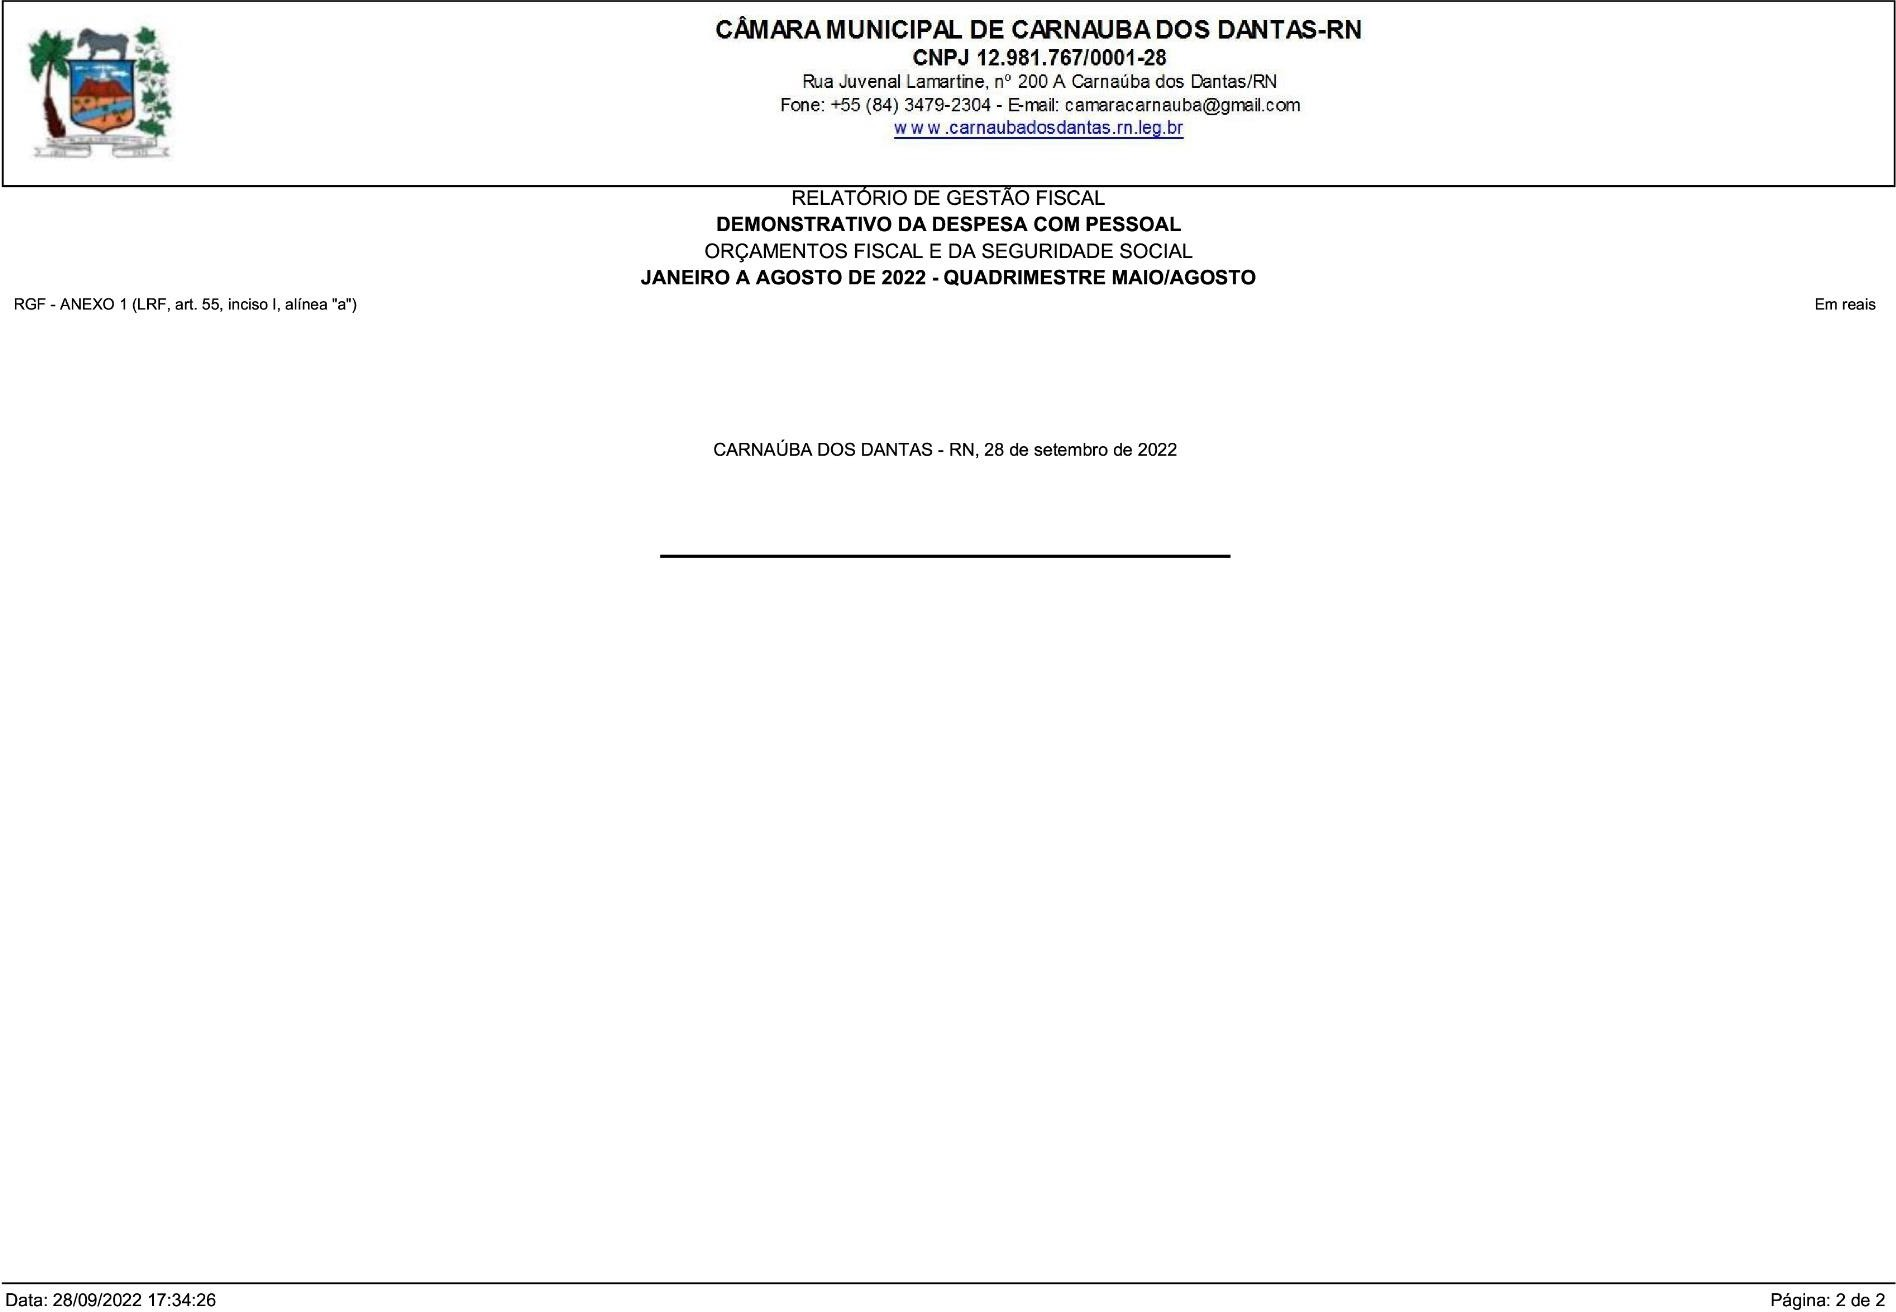 CÂMARA MUNICIPAL DE CARNAUBA DOS DANTAS-RN
CNPJ 12.981.767/0001-28
Rua Juvenal Lamartine, nº 200 A Carnaúba dos Dantas/RN
Fone: +55 (84) 3479-2304 - E-mail: camaracarnauba@gmail.com
www.carnaubadosdantas.rn.leg.br
RELATÓRIO DE GESTÃO FISCAL
DEMONSTRATIVO DA DESPESA COM PESSOAL
ORÇAMENTOS FISCAL E DA SEGURIDADE SOCIAL
JANEIRO A AGOSTO DE 2022 - QUADRIMESTRE MAIO/AGOSTO
RGF - ANEXO 1 (LRF, art. 55, inciso I, alínea "a")
Em reais
CARNAÚBA DOS DANTAS - RN, 28 de setembro de 2022
Data: 28/09/2022 17:34:26
Página: 2 de 2